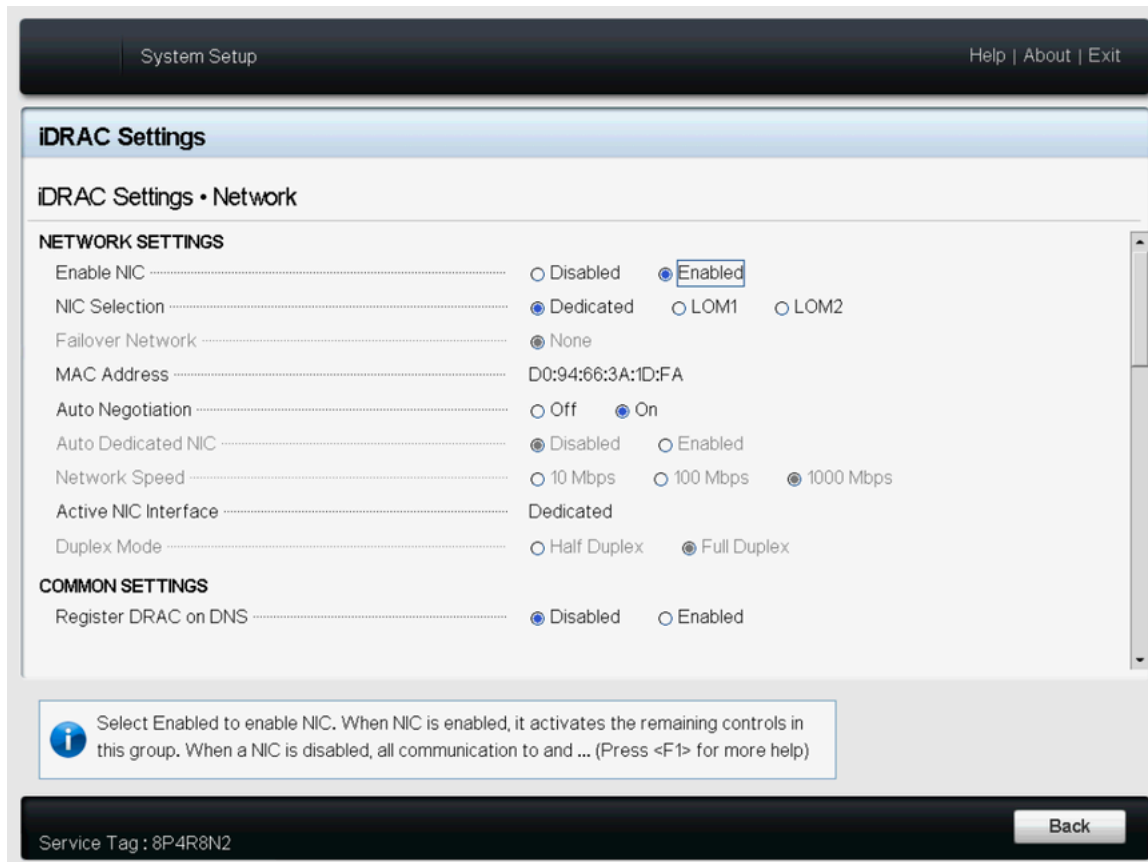 System Setup
Help | About | Exit
iDRAC Settings
iDRAC Settings • Network
NETWORK SETTINGS
Enable NIC Disabled Enabled
NIC Selection Dedicated LOM1 LOM2
Failover Network None
MAC Address D0:94:66:3A:1D:FA
Auto Negotiation Off On
Auto Dedicated NIC Disabled Enabled
Network Speed 10 Mbps 100 Mbps 1000 Mbps
Active NIC Interface Dedicated
Duplex Mode Half Duplex Full Duplex
COMMON SETTINGS
Register DRAC on DNS Disabled Enabled
Select Enabled to enable NIC. When NIC is enabled, it activates the remaining controls in
this group. When a NIC is disabled, all communication to and ... (Press <F1> for more help)
Service Tag : 8P4R8N2
Back